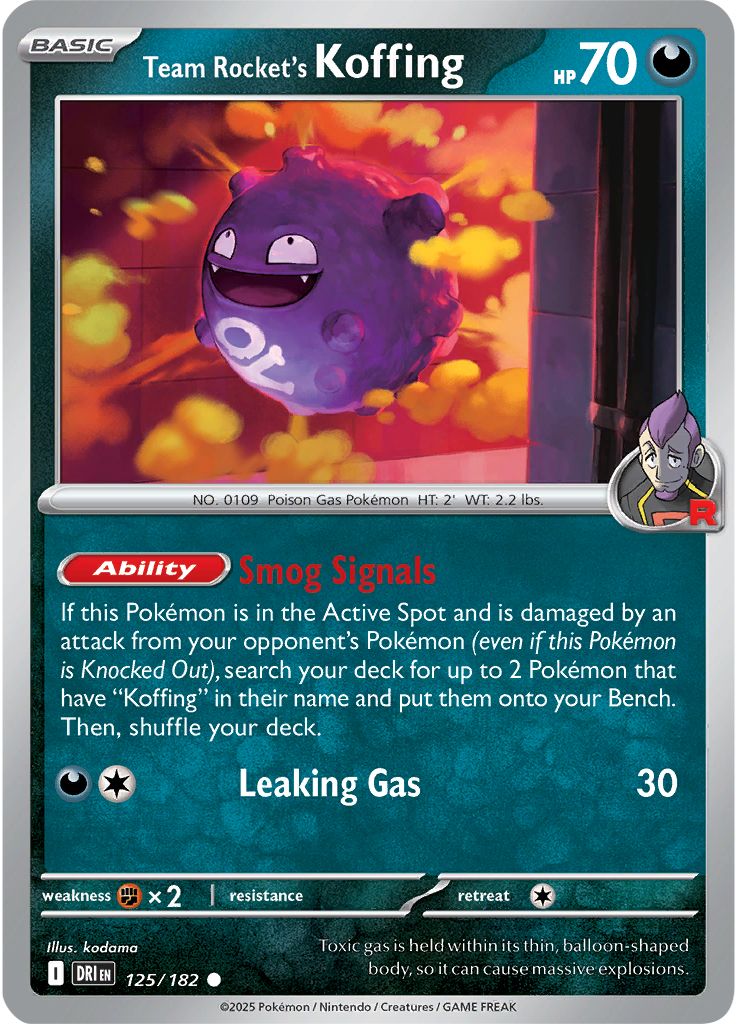 BASIC
Team Rocket's Koffing
HP 70
NO. 0109 Poison Gas Pokémon HT: 2' WT: 2.2 lbs.
R
Ability Smog Signals
If this Pokémon is in the Active Spot and is damaged by an
attack from your opponent's Pokémon (even if this Pokémon
is Knocked Out), search your deck for up to 2 Pokémon that
have “Koffing” in their name and put them onto your Bench.
Then, shuffle your deck.
Leaking Gas 30
weakness ×2 resistance retreat
Illus. kodama
Toxic gas is held within its thin, balloon-shaped
body, so it can cause massive explosions.
I DRI EN 125/182
©2025 Pokémon / Nintendo / Creatures / GAME FREAK